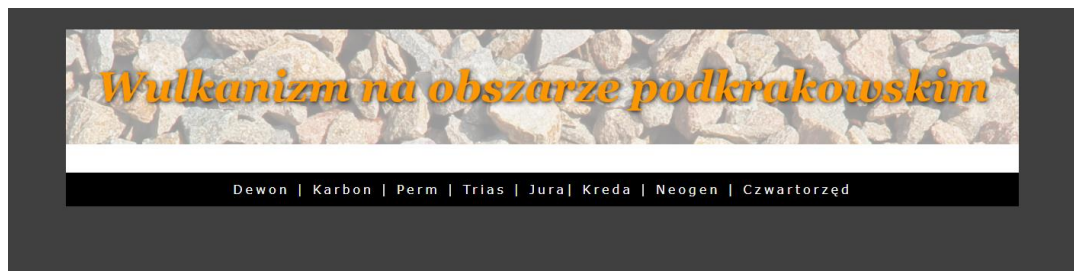 Wulkanizm na obszarze podkrakowskim
Dewon | Karbon | Perm | Trias | Jura| Kreda | Neogen | Czwartorzęd